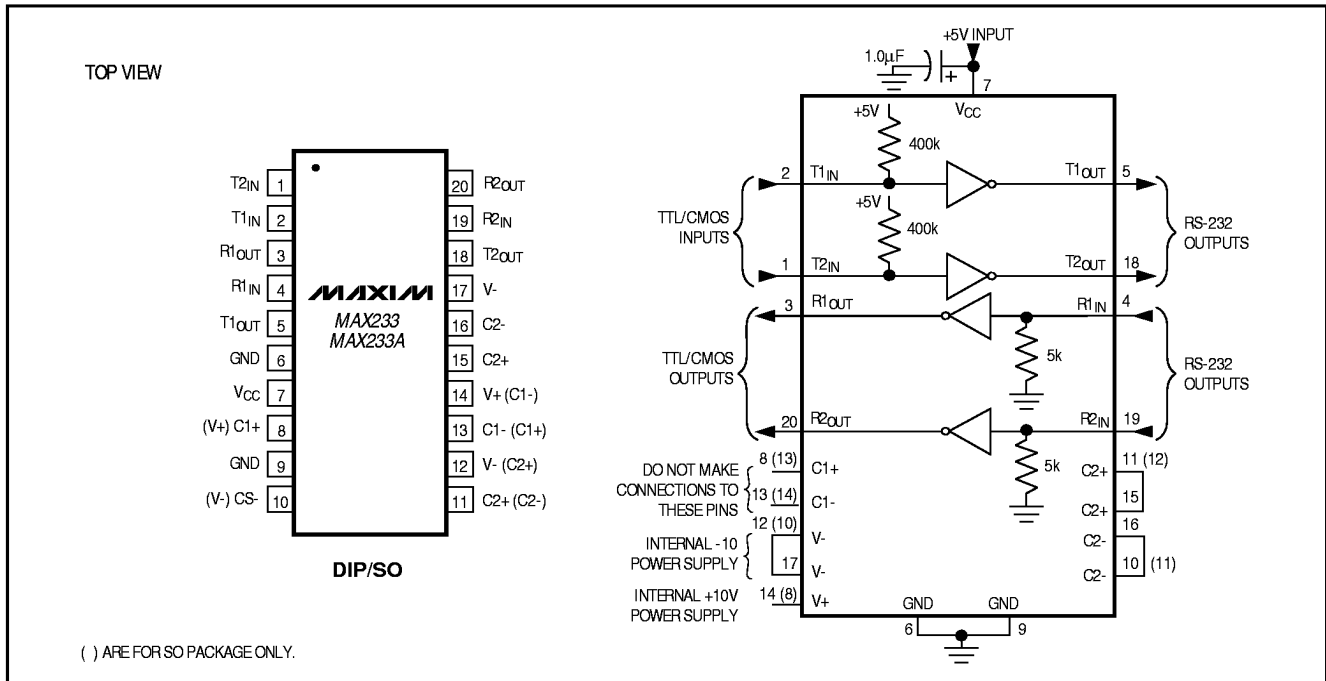 TOP VIEW
T2IN 1
T1IN 2
R1OUT 3
R1IN 4
T1OUT 5
GND 6
VCC 7
(V+) C1+ 8
GND 9
(V-) CS- 10
20 R2OUT
19 R2IN
18 T2OUT
17 V-
16 C2-
15 C2+
14 V+ (C1-)
13 C1- (C1+)
12 V- (C2+)
11 C2+ (C2-)
MAXIM
MAX233
MAX233A
DIP/SO
( ) ARE FOR SO PACKAGE ONLY.
+5V INPUT
1.0µF
+
7
VCC
+5V
400k
2 T1IN
T1OUT 5
+5V
400k
TTL/CMOS
INPUTS
RS-232
OUTPUTS
1 T2IN
T2OUT 18
3 R1OUT
R1IN 4
5k
TTL/CMOS
OUTPUTS
RS-232
OUTPUTS
20 R2OUT
R2IN 19
5k
DO NOT MAKE
CONNECTIONS TO
THESE PINS
8 (13) C1+
13 (14) C1-
INTERNAL -10
POWER SUPPLY
12 (10) V-
17 V-
INTERNAL +10V
POWER SUPPLY
14 (8) V+
C2+ 11 (12)
C2+ 15
C2- 16
C2- 10 (11)
GND GND
6 9